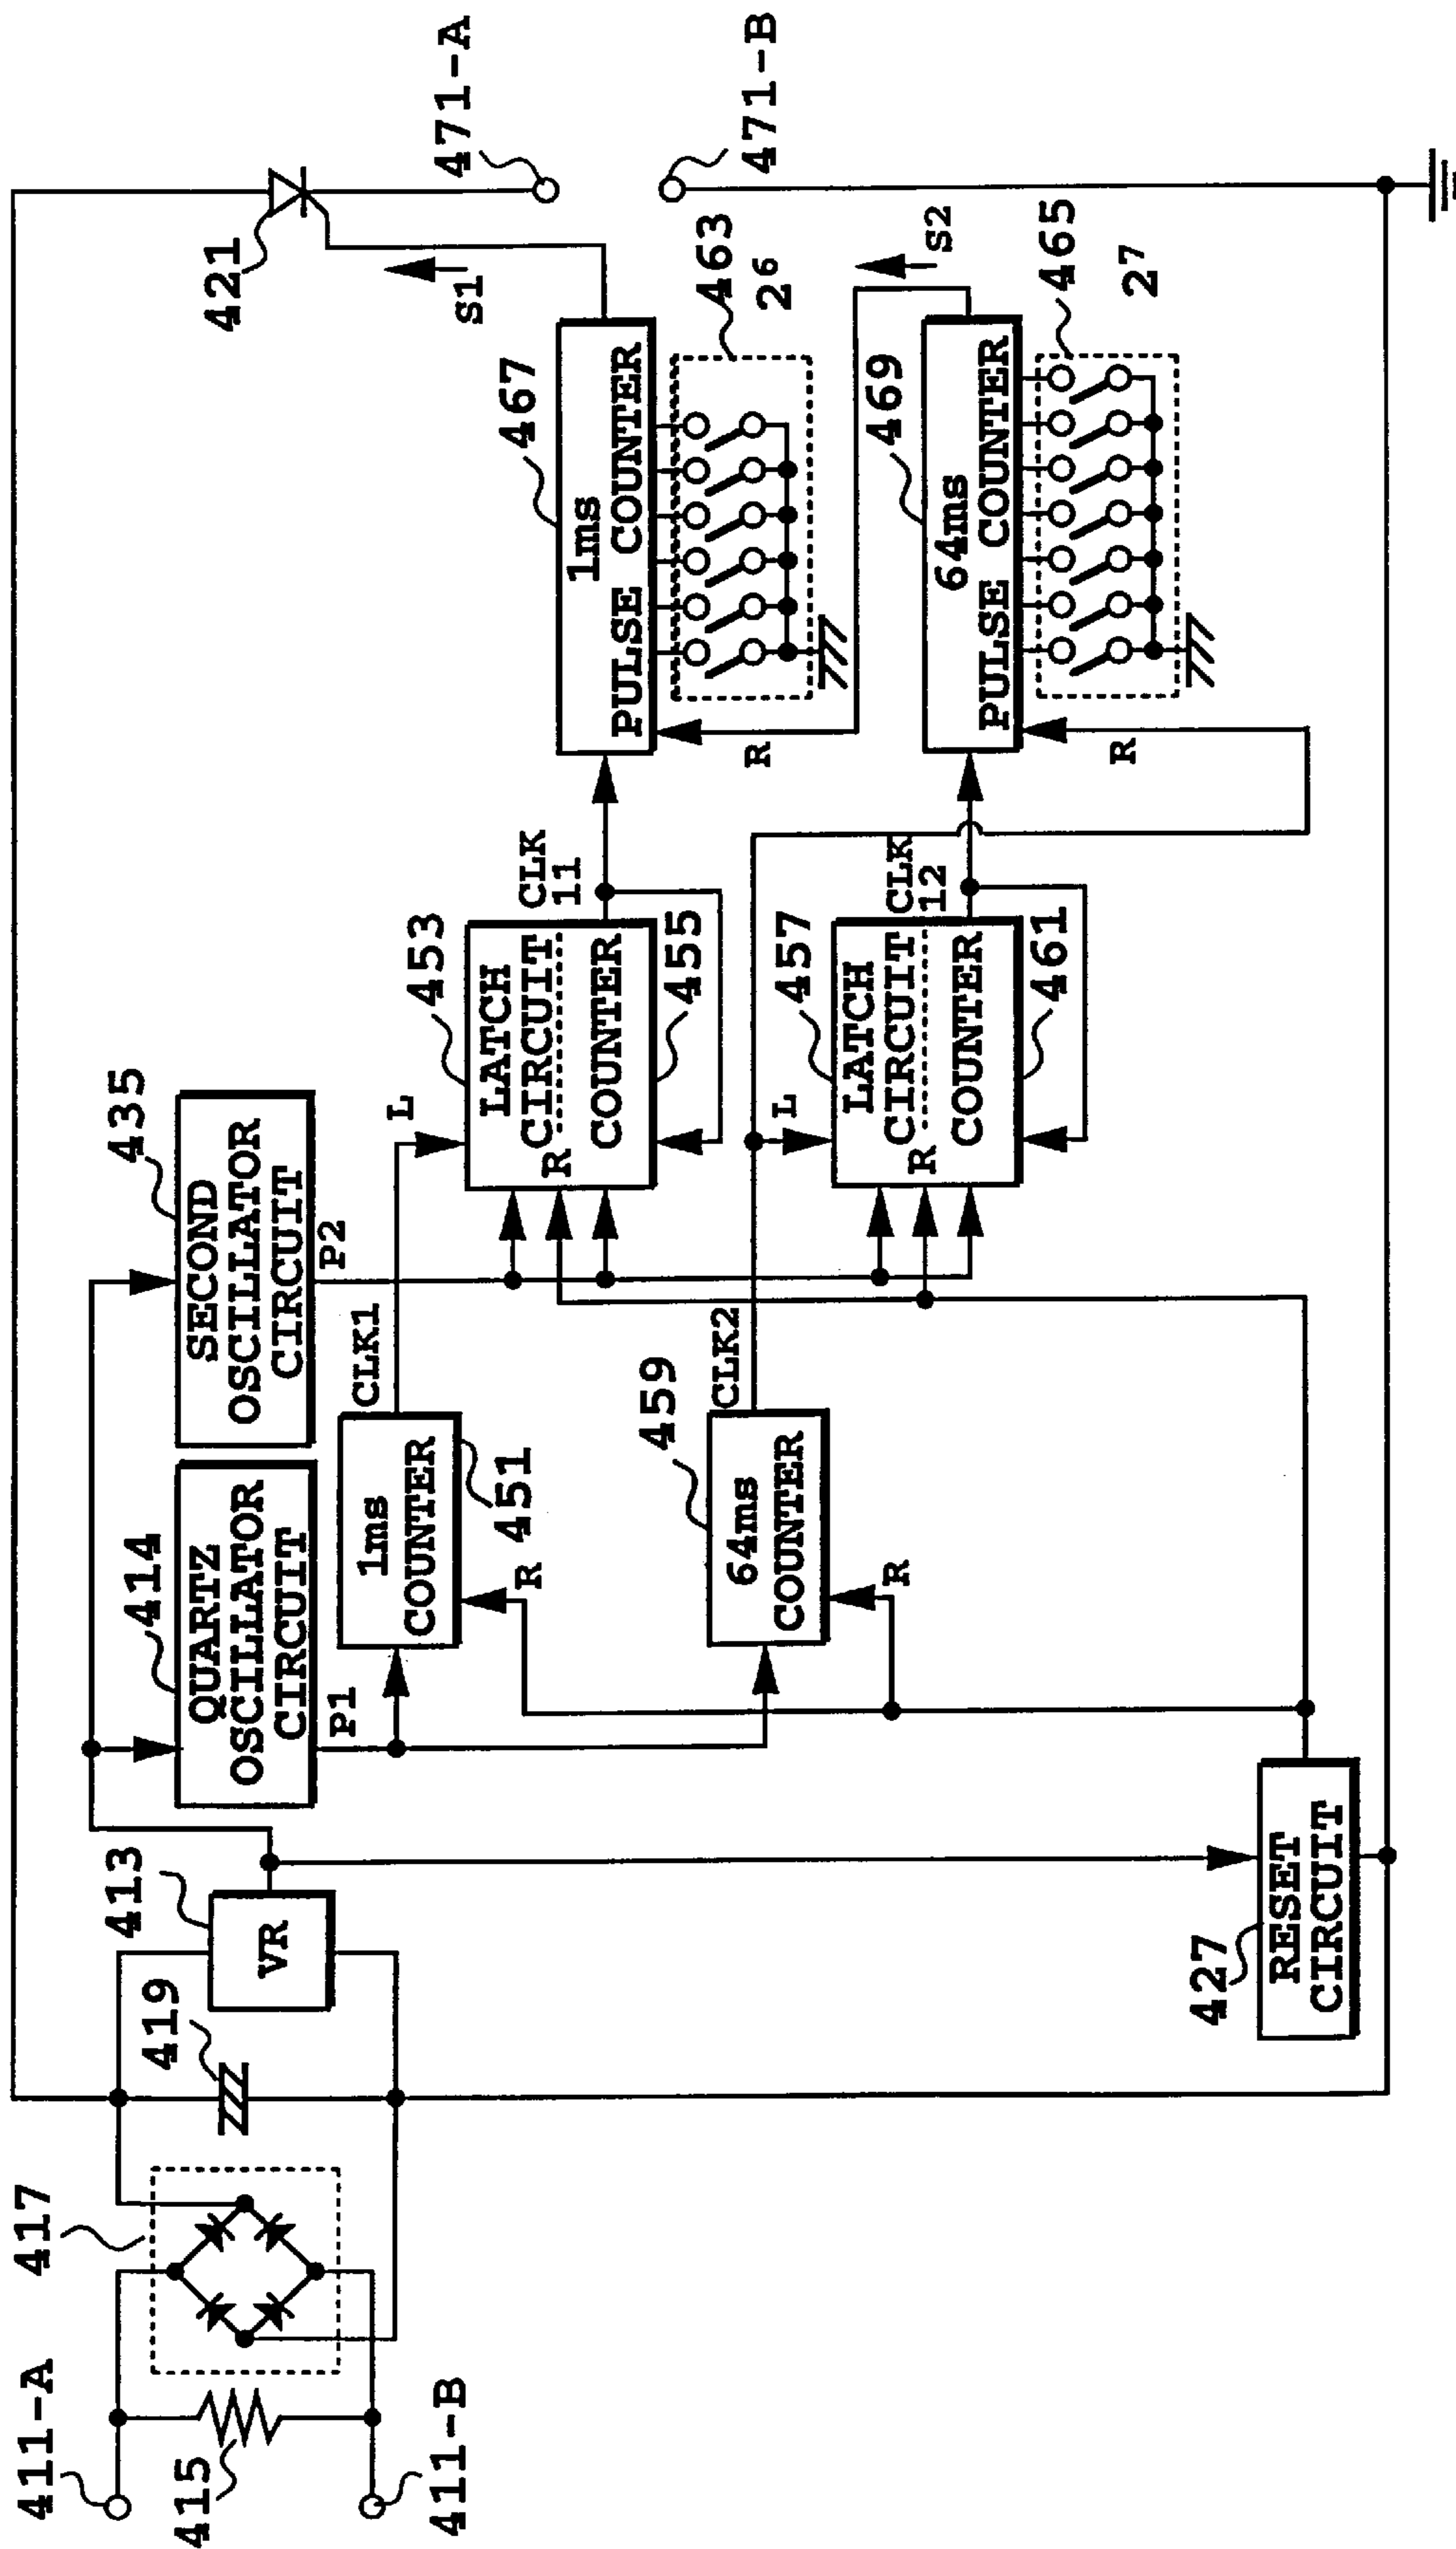 411-A
411-B
415
417
419
413
VR
414
QUARTZ
OSCILLATOR
CIRCUIT
P1
435
SECOND
OSCILLATOR
CIRCUIT
P2
1ms
COUNTER
451
R
CLK1
459
64ms
COUNTER
R
CLK2
427
RESET
CIRCUIT
453
L
LATCH
CIRCUIT
R
COUNTER
455
CLK
11
457
L
LATCH
CIRCUIT
R
COUNTER
461
CLK
12
467
1ms
PULSE COUNTER
R
463
2⁶
469
64ms
PULSE COUNTER
R
465
2⁷
S1
S2
421
471-A
471-B